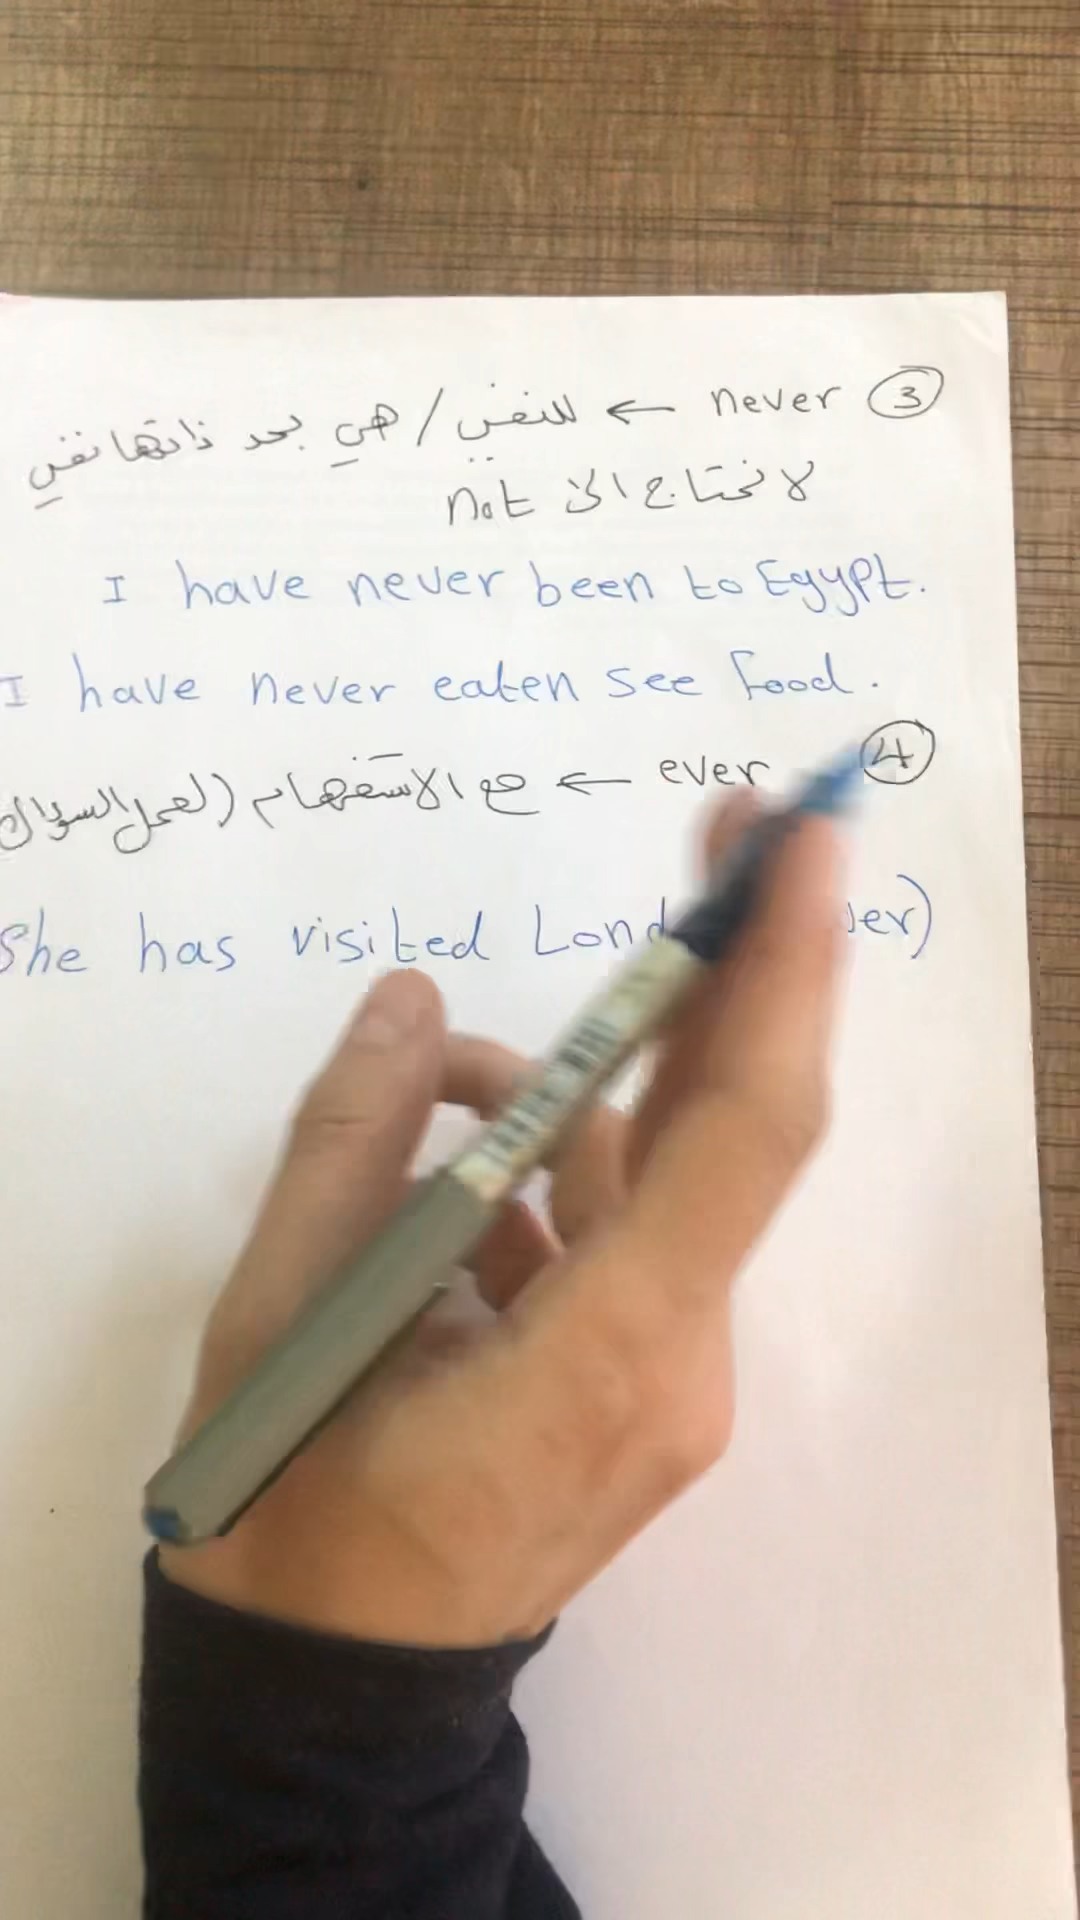 ③ never ← للنفي / هي بحد ذاتها نفي
لا نحتاج الى not
I have never been to Egypt.
I have never eaten see food.
④ ever ← مع الاستفهام (لعمل السؤال
She has visited